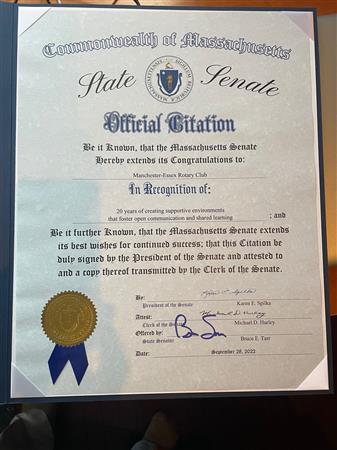 Commonwealth of Massachusetts
State Senate
Official Citation
Be it Known, that the Massachusetts Senate
Hereby extends its Congratulations to:
Manchester-Essex Rotary Club
In Recognition of:
20 years of creating supportive environments
that foster open communication and shared learning
; and
Be it further Known, that the Massachusetts Senate extends
its best wishes for continued success; that this Citation be
duly signed by the President of the Senate and attested to
and a copy thereof transmitted by the Clerk of the Senate.
By: Karen E. Spilka
President of the Senate Karen E. Spilka
Attest: Michael D. Hurley
Clerk of the Senate Michael D. Hurley
Offered by:
State Senator Bruce E. Tarr
Date: September 28, 2022